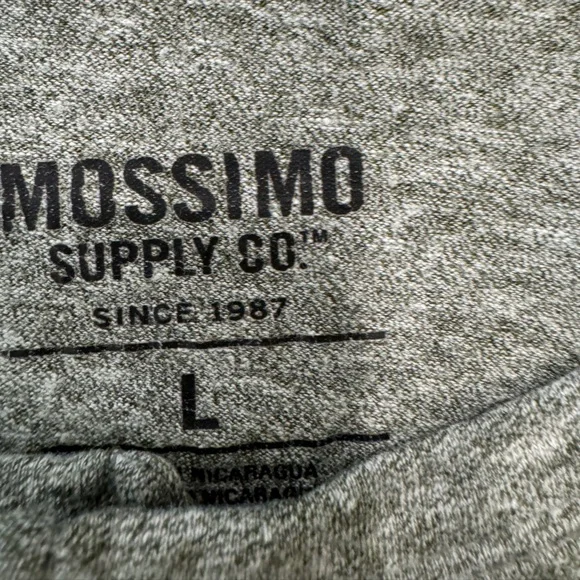 MOSSIMO
SUPPLY CO.™
SINCE 1987
L
NICARAGUA